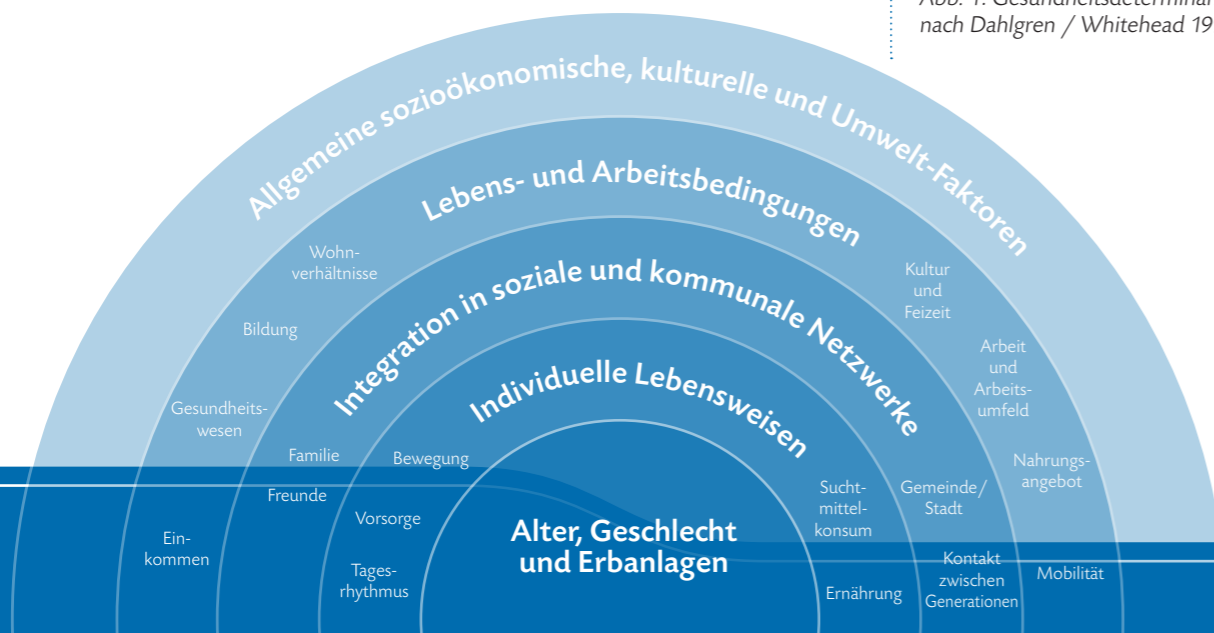 Abb. 1: Gesundheitsdeterminan
nach Dahlgren / Whitehead 19
Allgemeine sozioökonomische, kulturelle und Umwelt-Faktoren
Lebens- und Arbeitsbedingungen
Integration in soziale und kommunale Netzwerke
Individuelle Lebensweisen
Alter, Geschlecht
und Erbanlagen
Wohn-
verhältnisse
Bildung
Gesundheits-
wesen
Ein-
kommen
Familie
Freunde
Bewegung
Vorsorge
Tages-
rhythmus
Kultur
und
Feizeit
Arbeit
und
Arbeits-
umfeld
Nahrungs-
angebot
Mobilität
Gemeinde/
Stadt
Kontakt
zwischen
Generationen
Sucht-
mittel-
konsum
Ernährung